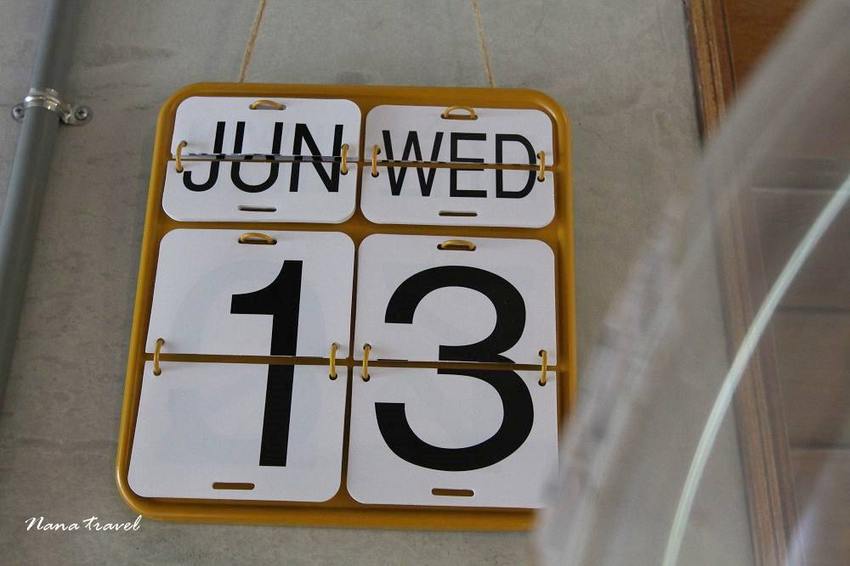 JUN WED
13
Nana travel